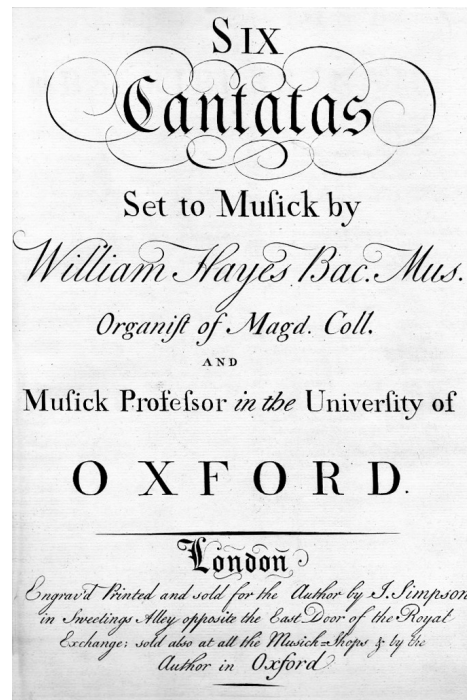 SIX
Cantatas
Set to Muſick by
William Hayes Bac. Mus.
Organiſt of Magd. Coll.
AND
Muſick Profeſsor in the Univerſity of
OXFORD.
London
Engrav'd Printed and sold for the Author by J. Simpson
in Sweetings Alley opposite the East Door of the Royal
Exchange: sold also at all the Musick=Shops & by the
Author in Oxford